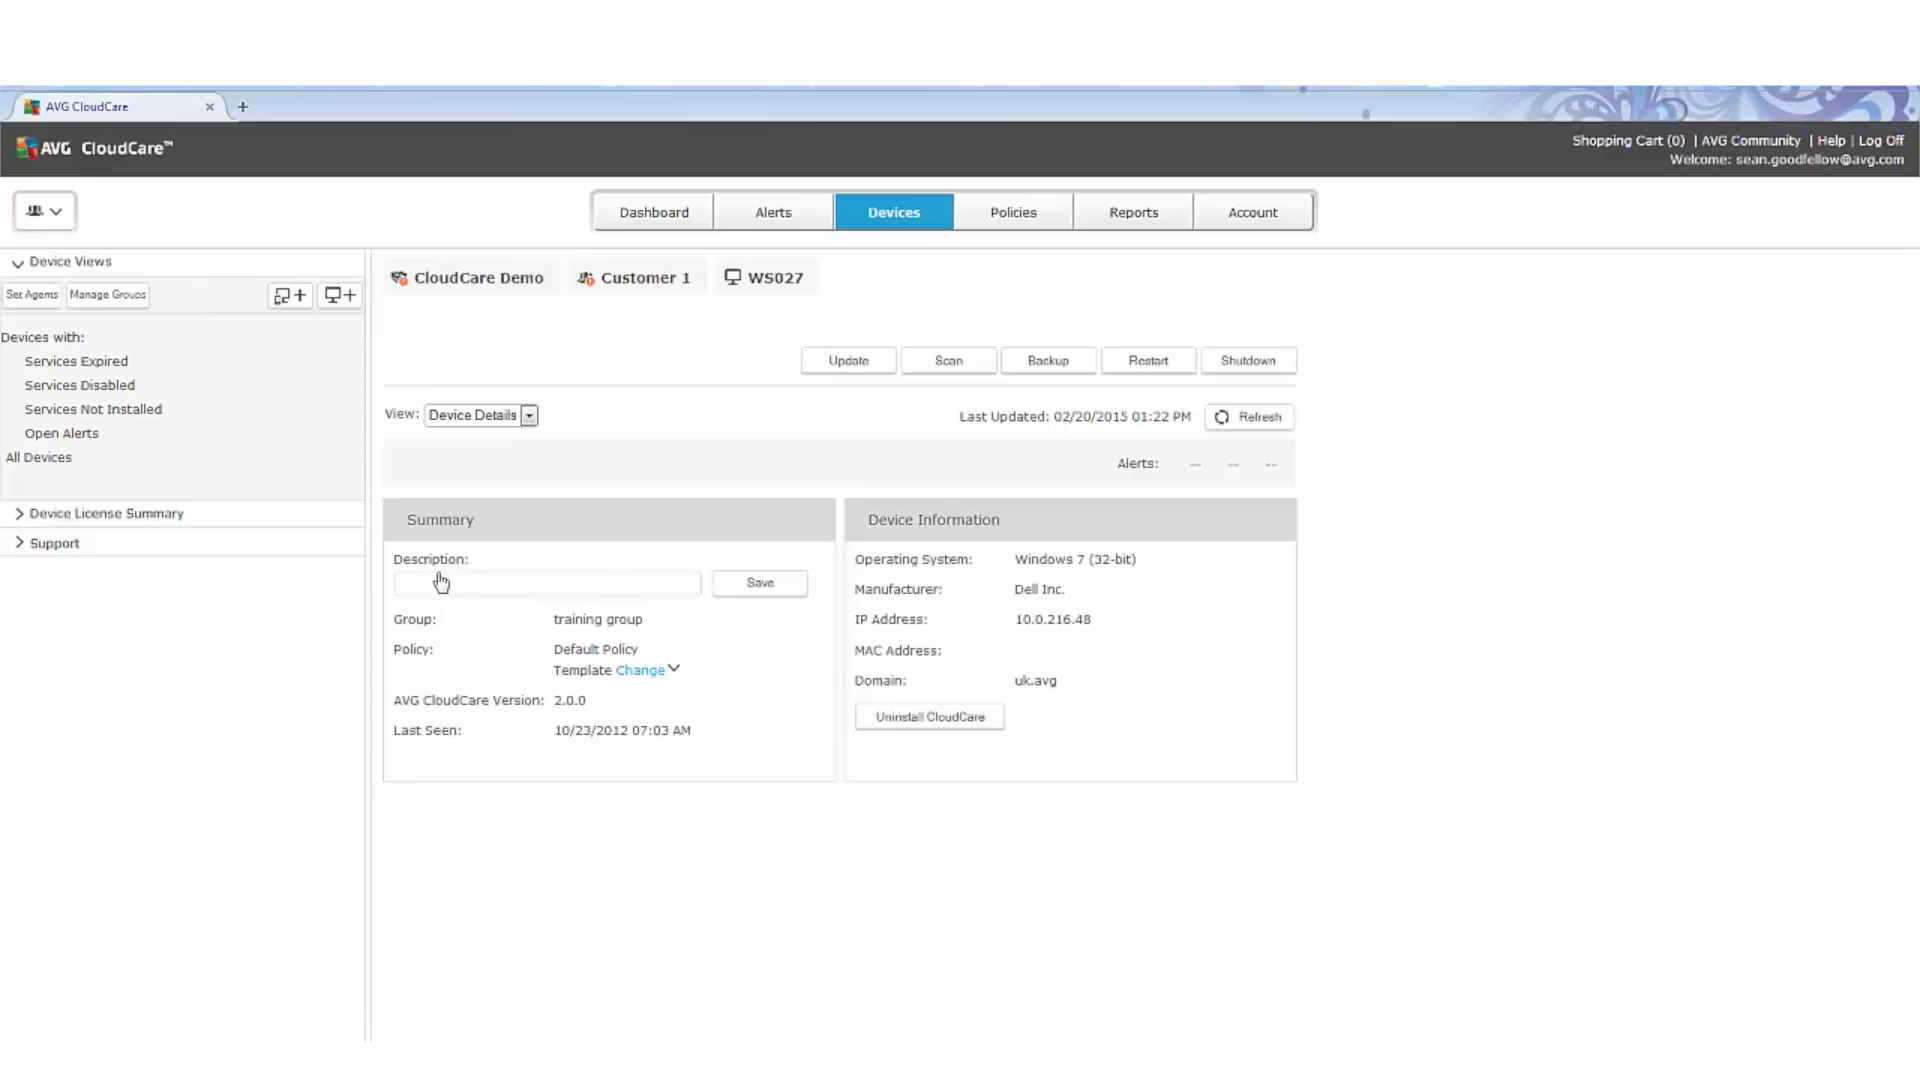 AVG CloudCare
AVG CloudCare™
Shopping Cart (0) | AVG Community | Help | Log Off
Welcome: sean.goodfellow@avg.com
Dashboard
Alerts
Devices
Policies
Reports
Account
Device Views
Set Agents
Manage Groups
Devices with:
Services Expired
Services Disabled
Services Not Installed
Open Alerts
All Devices
Device License Summary
Support
CloudCare Demo
Customer 1
WS027
Update
Scan
Backup
Restart
Shutdown
View: Device Details
Last Updated: 02/20/2015 01:22 PM
Refresh
Alerts: -- -- --
Summary
Description:
Save
Group: training group
Policy: Default Policy
Template Change
AVG CloudCare Version: 2.0.0
Last Seen: 10/23/2012 07:03 AM
Device Information
Operating System: Windows 7 (32-bit)
Manufacturer: Dell Inc.
IP Address: 10.0.216.48
MAC Address:
Domain: uk.avg
Uninstall CloudCare